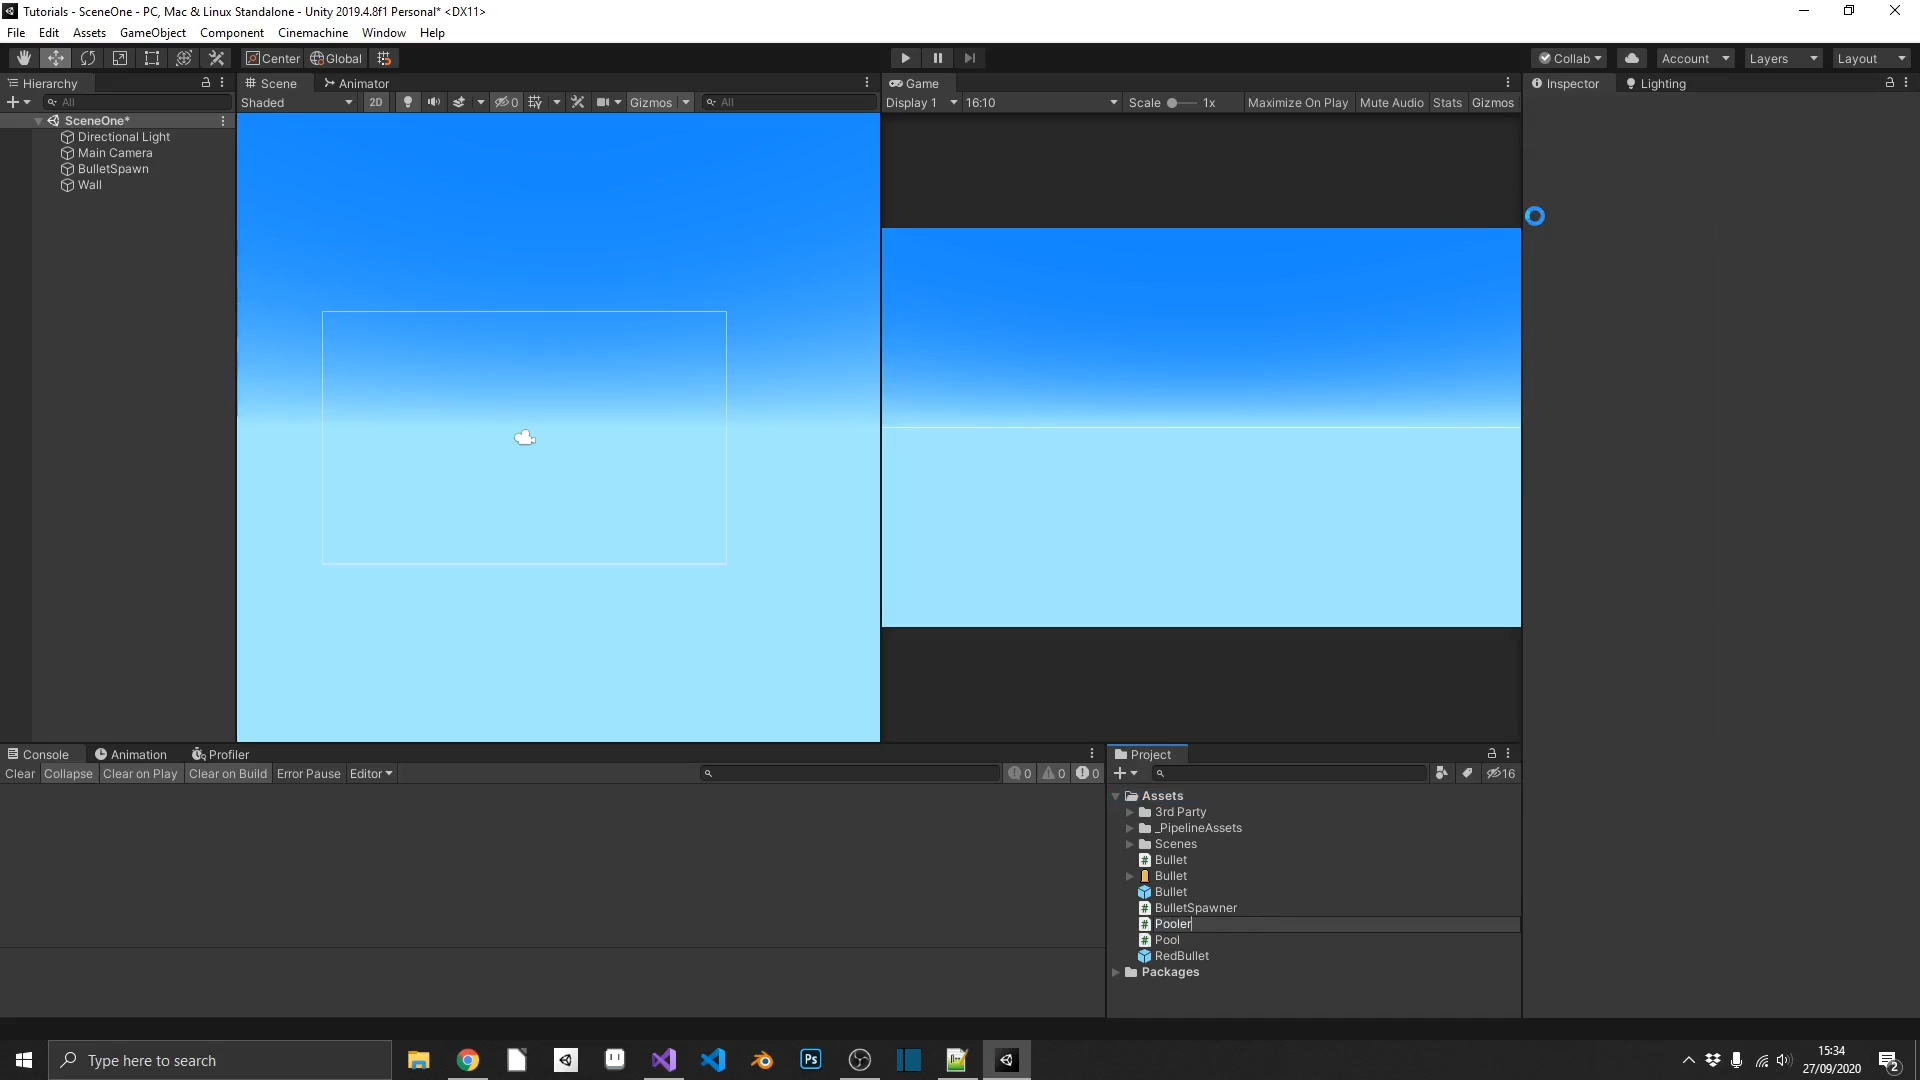 Tutorials - SceneOne - PC, Mac & Linux Standalone - Unity 2019.4.8f1 Personal* <DX11>
File Edit Assets GameObject Component Cinemachine Window Help
Center Global Collab Account Layers Layout
Hierarchy Scene Animator Game Inspector Lighting
All Shaded 2D 0 Gizmos All Display 1 16:10 Scale 1x Maximize On Play Mute Audio Stats Gizmos
SceneOne*
Directional Light
Main Camera
BulletSpawn
Wall
Console Animation Profiler Project
Clear Collapse Clear on Play Clear on Build Error Pause Editor 0 0 0 16
Assets
3rd Party
_PipelineAssets
Scenes
Bullet
Bullet
Bullet
BulletSpawner
Pooler
Pool
RedBullet
Packages
Type here to search
Ps
15:34
27/09/2020
2